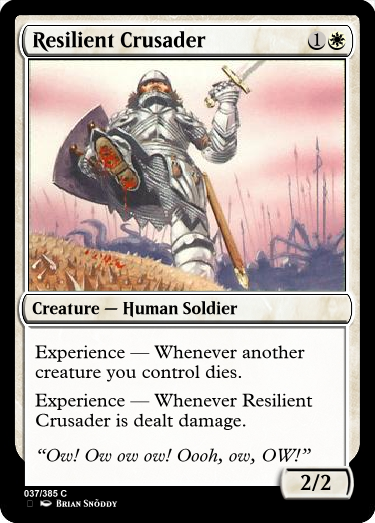 Resilient Crusader 1
Creature — Human Soldier
Experience — Whenever another
creature you control dies.
Experience — Whenever Resilient
Crusader is dealt damage.
“Ow! Ow ow ow! Oooh, ow, OW!”
2/2
037/385 C
Brian Snõddy